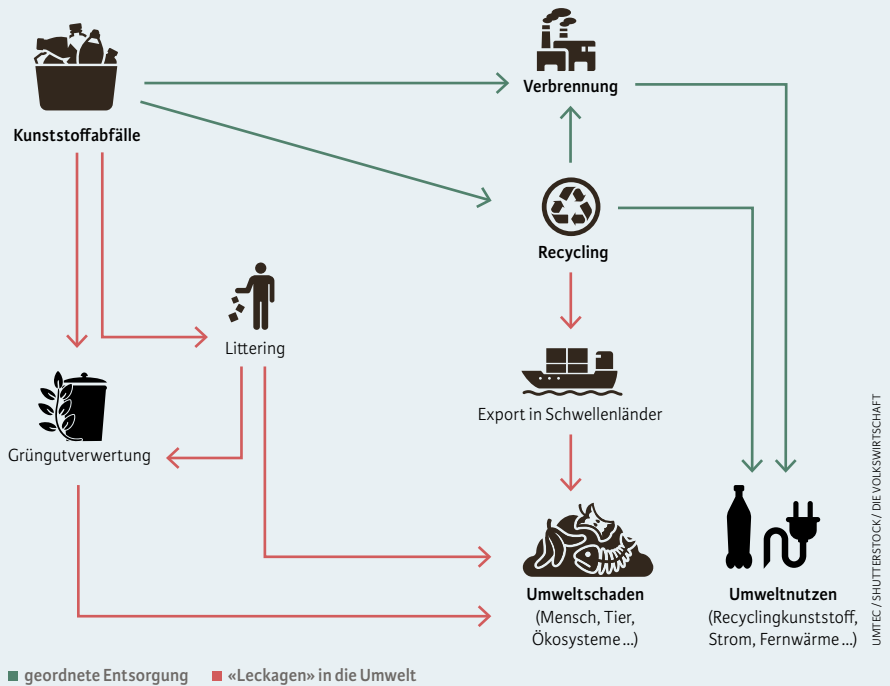 Verbrennung
Kunststoffabfälle
Recycling
Littering
Export in Schwellenländer
Grüngutverwertung
Umweltschaden
(Mensch, Tier,
Ökosysteme ...)
Umweltnutzen
(Recyclingkunststoff,
Strom, Fernwärme ...)
UMTEC / SHUTTERSTOCK / DIE VOLKSWIRTSCHAFT
geordnete Entsorgung
«Leckagen» in die Umwelt